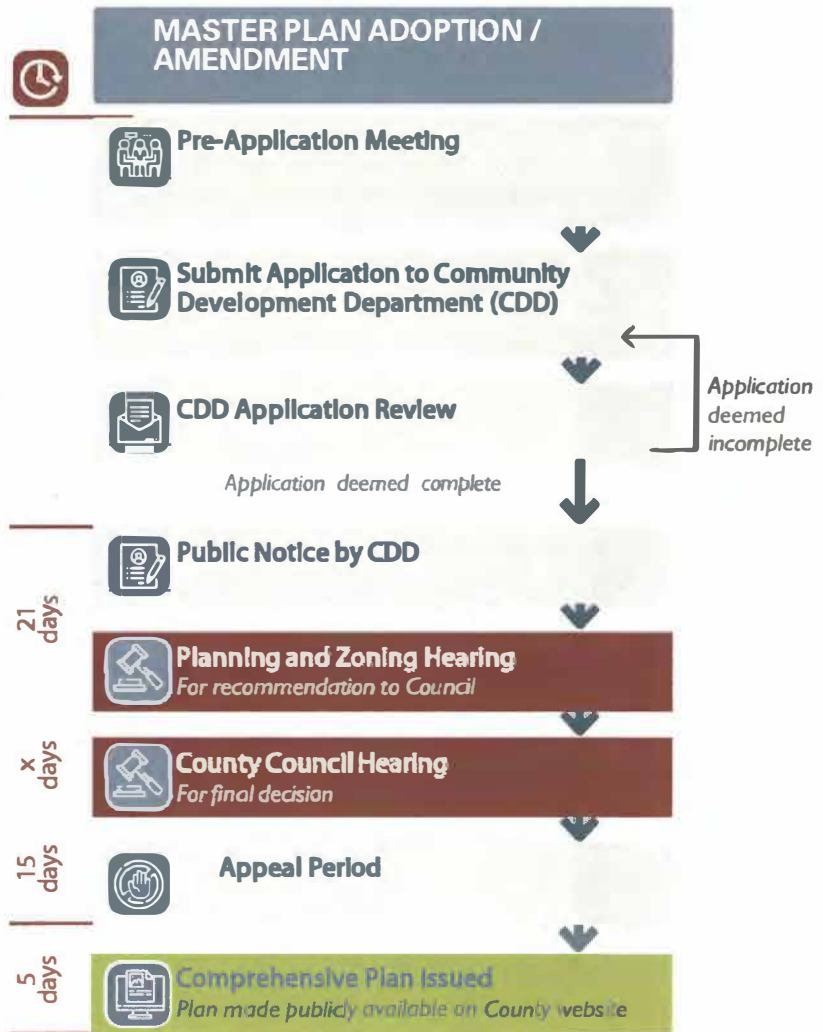 MASTER PLAN ADOPTION /
AMENDMENT
Pre-Application Meeting
Submit Application to Community
Development Department (CDD)
CDD Application Review
Application
deemed
incomplete
Application deemed complete
Public Notice by CDD
21
days
Planning and Zoning Hearing
For recommendation to Council
x
days
County Council Hearing
For final decision
15
days
Appeal Period
5
days
Comprehensive Plan Issued
Plan made publicly available on County website